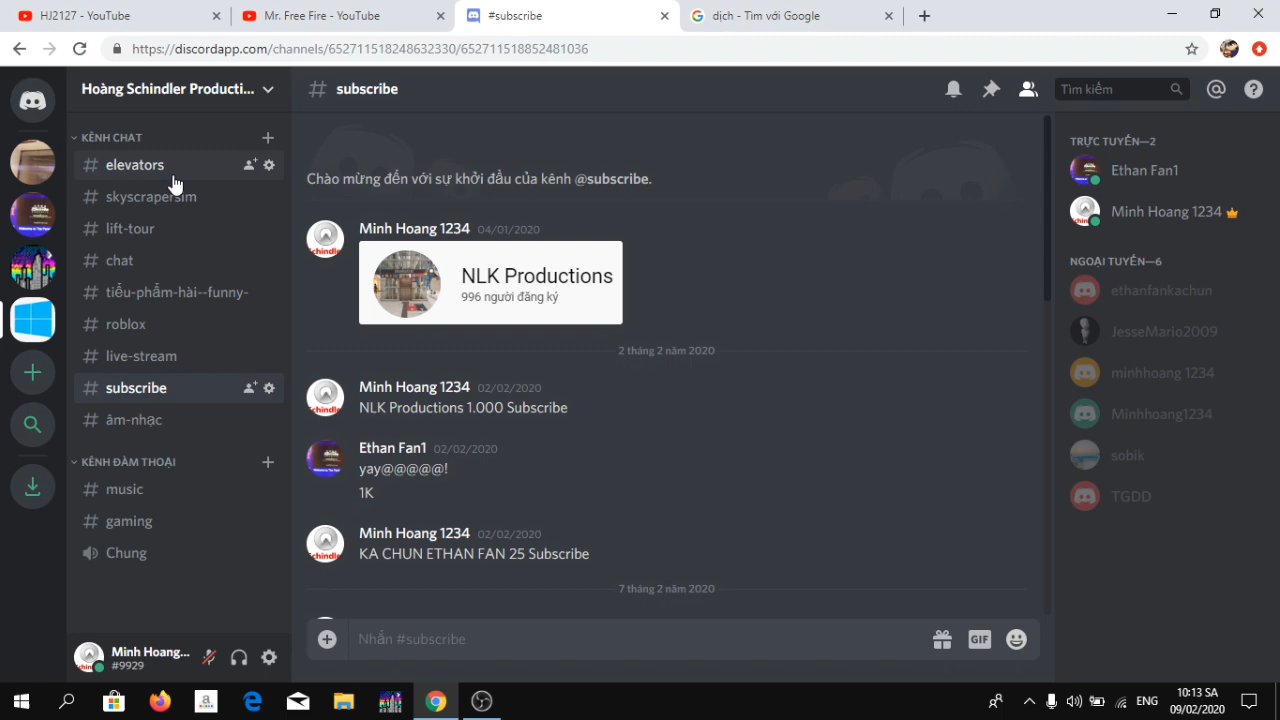 HJ2127 - YouTube
Mr. Free Fire - YouTube
#subscribe
dịch - Tìm với Google
https://discordapp.com/channels/652711518248632330/652711518852481036
Hoàng Schindler Producti...
subscribe
Tìm kiếm
KÊNH CHAT
elevators
skyscrapersim
lift-tour
chat
tiểu-phẩm-hài--funny-
roblox
live-stream
subscribe
âm-nhạc
KÊNH ĐÀM THOẠI
music
gaming
Chung
Minh Hoang...
#9929
Chào mừng đến với sự khởi đầu của kênh @subscribe.
Minh Hoang 1234 04/01/2020
NLK Productions
996 người đăng ký
2 tháng 2 năm 2020
Minh Hoang 1234 02/02/2020
NLK Productions 1.000 Subscribe
Ethan Fan1 02/02/2020
yay@@@@@!
1K
Minh Hoang 1234 02/02/2020
KA CHUN ETHAN FAN 25 Subscribe
7 tháng 2 năm 2020
Nhắn #subscribe
GIF
TRỰC TUYẾN—2
Ethan Fan1
Minh Hoang 1234
NGOẠI TUYẾN—6
ethanfankachun
JesseMario2009
minhhoang 1234
Minhhoang1234
sobik
TGDD
ENG
10:13 SA
09/02/2020